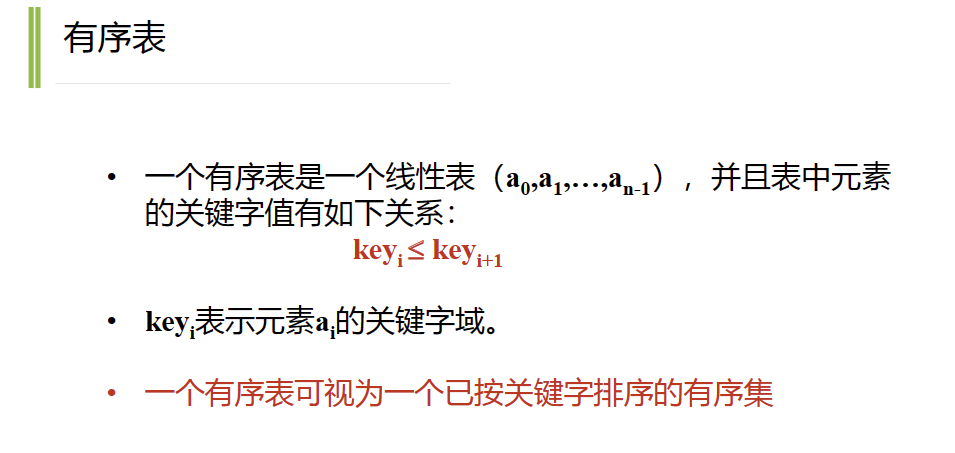 有序表
• 一个有序表是一个线性表（a0,a1,…,an-1），并且表中元素
的关键字值有如下关系：
keyi ≤ keyi+1
• keyi表示元素ai的关键字域。
• 一个有序表可视为一个已按关键字排序的有序集